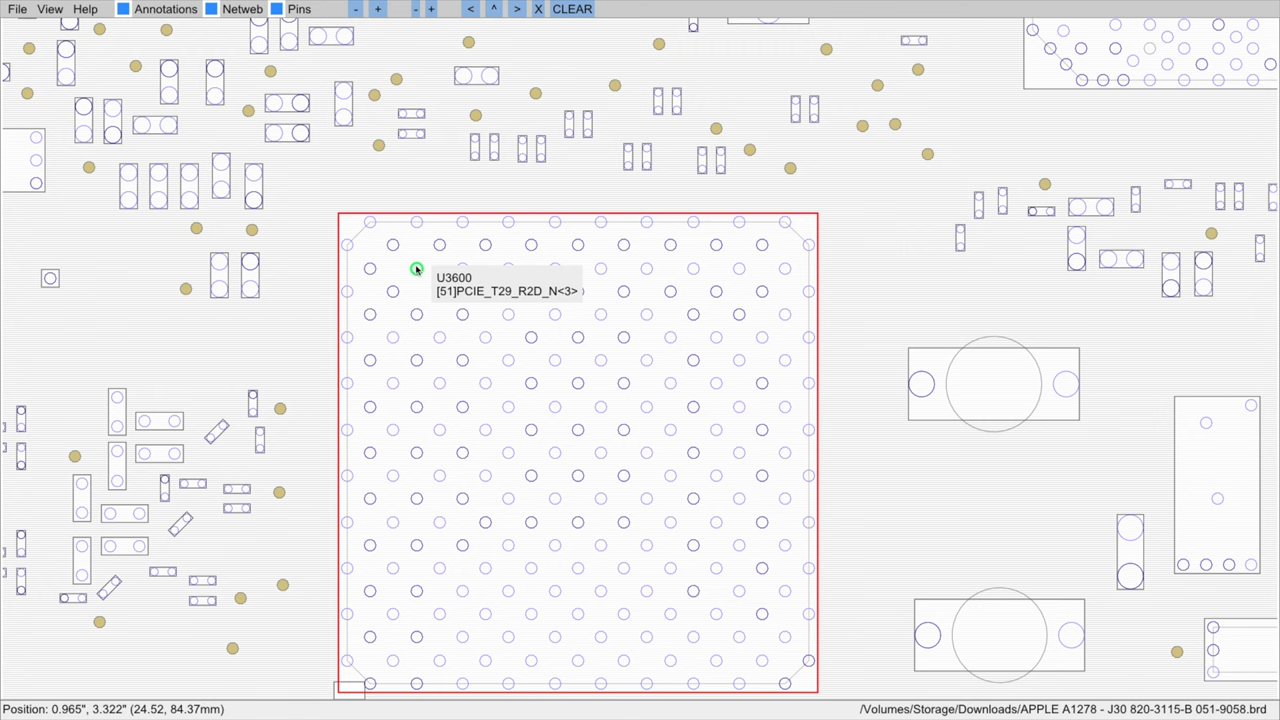 File View Help Annotations Netweb Pins - + - + < ^ > X CLEAR
U3600
[51]PCIE_T29_R2D_N<3>
Position: 0.965", 3.322" (24.52, 84.37mm)
/Volumes/Storage/Downloads/APPLE A1278 - J30 820-3115-B 051-9058.brd